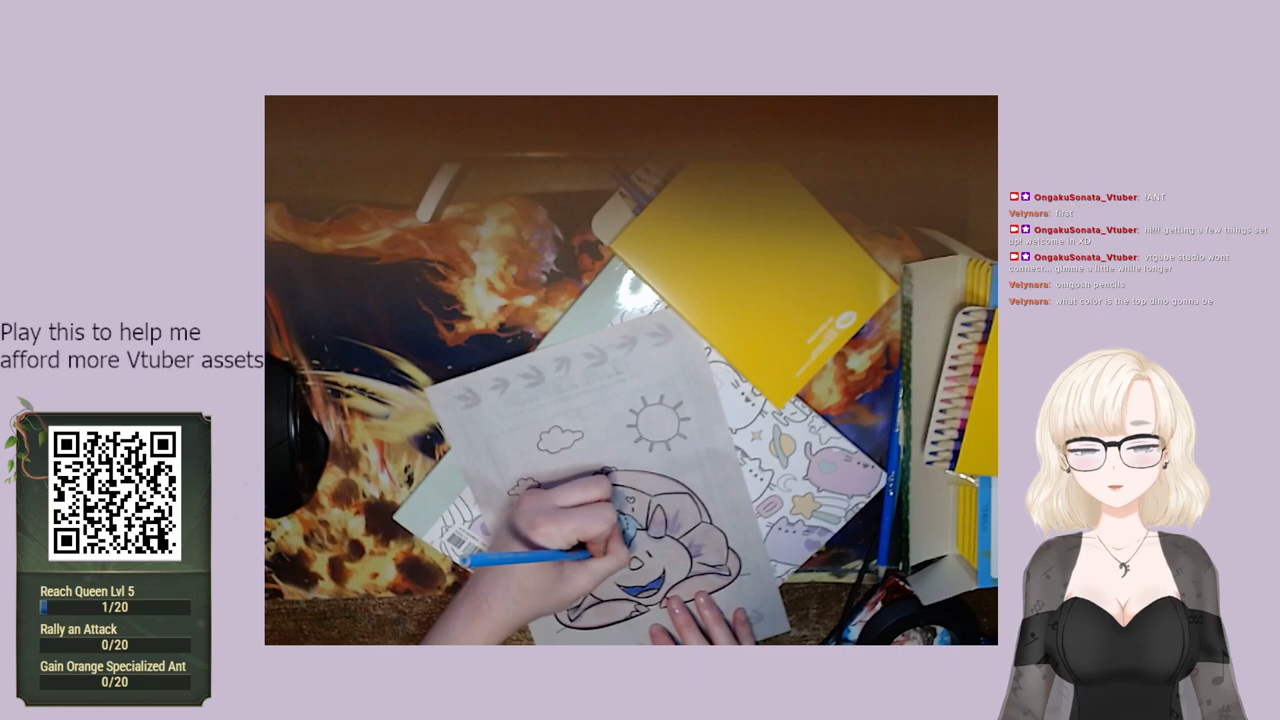 OngakuSonata_Vtuber: !ANT
Velynara: first
OngakuSonata_Vtuber: hi!!! getting a few things set
up! welcome in XD
OngakuSonata_Vtuber: vtgube studio wont
connect... gimme a little while longer
Velynara: omgosh pencils
Velynara: what color is the top dino gonna be
Play this to help me
afford more Vtuber assets
Reach Queen Lvl 5
1/20
Rally an Attack
0/20
Gain Orange Specialized Ant
0/20